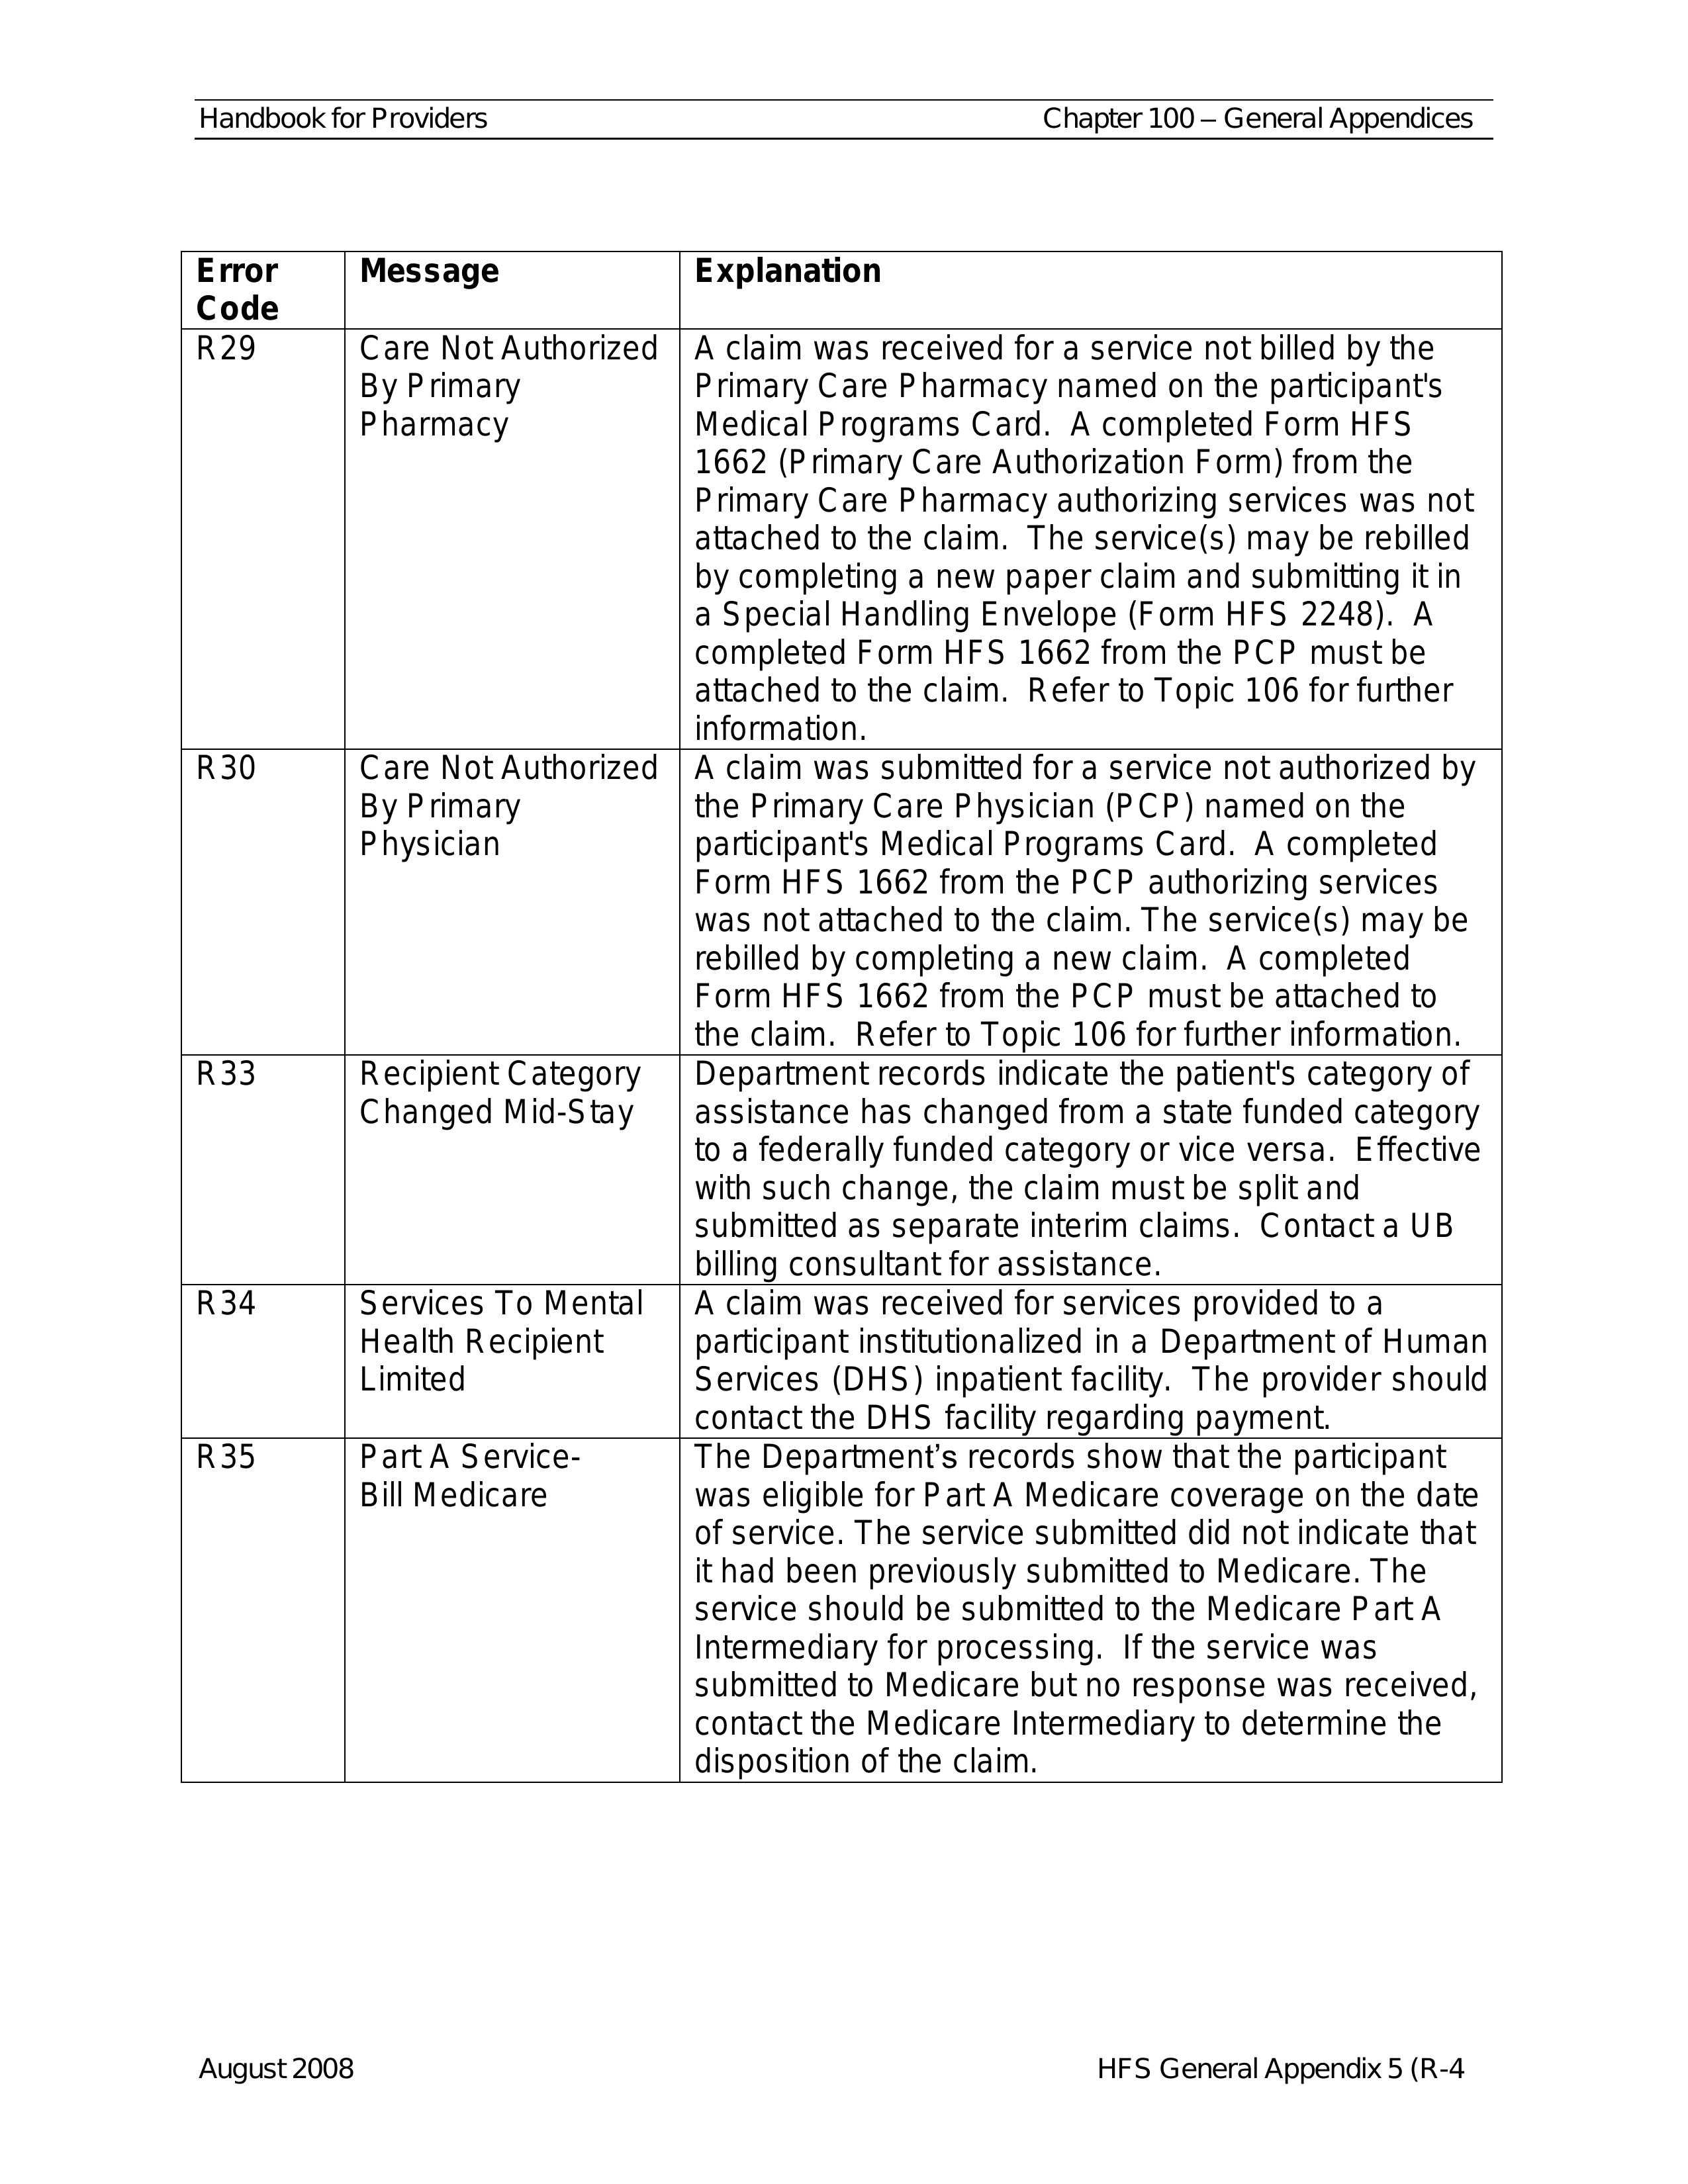 Handbook for Providers
Chapter 100 – General Appendices
Error
Code
Message
Explanation
R29
Care Not Authorized
By Primary
Pharmacy
A claim was received for a service not billed by the
Primary Care Pharmacy named on the participant's
Medical Programs Card.  A completed Form HFS
1662 (Primary Care Authorization Form) from the
Primary Care Pharmacy authorizing services was not
attached to the claim.  The service(s) may be rebilled
by completing a new paper claim and submitting it in
a Special Handling Envelope (Form HFS 2248).  A
completed Form HFS 1662 from the PCP must be
attached to the claim.  Refer to Topic 106 for further
information.
R30
Care Not Authorized
By Primary
Physician
A claim was submitted for a service not authorized by
the Primary Care Physician (PCP) named on the
participant's Medical Programs Card.  A completed
Form HFS 1662 from the PCP authorizing services
was not attached to the claim. The service(s) may be
rebilled by completing a new claim.  A completed
Form HFS 1662 from the PCP must be attached to
the claim.  Refer to Topic 106 for further information.
R33
Recipient Category
Changed Mid-Stay
Department records indicate the patient's category of
assistance has changed from a state funded category
to a federally funded category or vice versa.  Effective
with such change, the claim must be split and
submitted as separate interim claims.  Contact a UB
billing consultant for assistance.
R34
Services To Mental
Health Recipient
Limited
A claim was received for services provided to a
participant institutionalized in a Department of Human
Services (DHS) inpatient facility.  The provider should
contact the DHS facility regarding payment.
R35
Part A Service-
Bill Medicare
The Department’s records show that the participant
was eligible for Part A Medicare coverage on the date
of service. The service submitted did not indicate that
it had been previously submitted to Medicare. The
service should be submitted to the Medicare Part A
Intermediary for processing.  If the service was
submitted to Medicare but no response was received,
contact the Medicare Intermediary to determine the
disposition of the claim.
August 2008
HFS General Appendix 5 (R-4